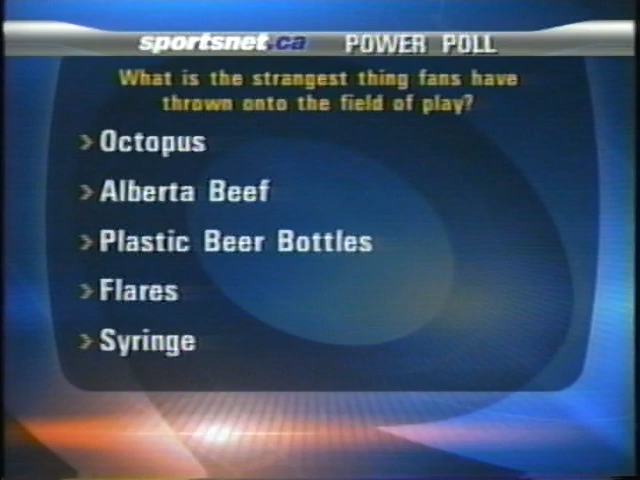 sportsnet.ca POWER POLL
What is the strangest thing fans have
thrown onto the field of play?
> Octopus
> Alberta Beef
> Plastic Beer Bottles
> Flares
> Syringe